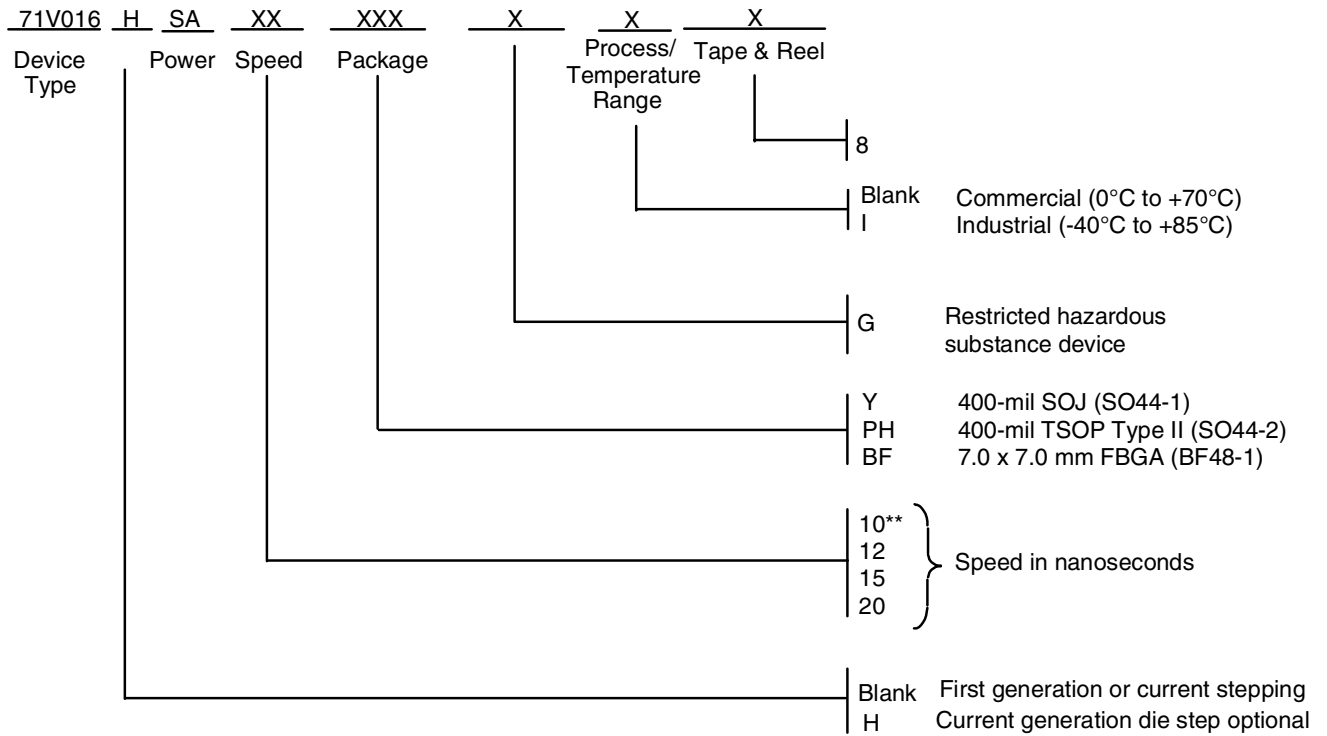 71V016 H SA XX XXX X X X
Device Type
Power
Speed
Package
Process/
Temperature
Range
Tape & Reel
8
Blank Commercial (0°C to +70°C)
I Industrial (-40°C to +85°C)
G Restricted hazardous
substance device
Y 400-mil SOJ (SO44-1)
PH 400-mil TSOP Type II (SO44-2)
BF 7.0 x 7.0 mm FBGA (BF48-1)
10**
12
15
20
Speed in nanoseconds
Blank First generation or current stepping
H Current generation die step optional